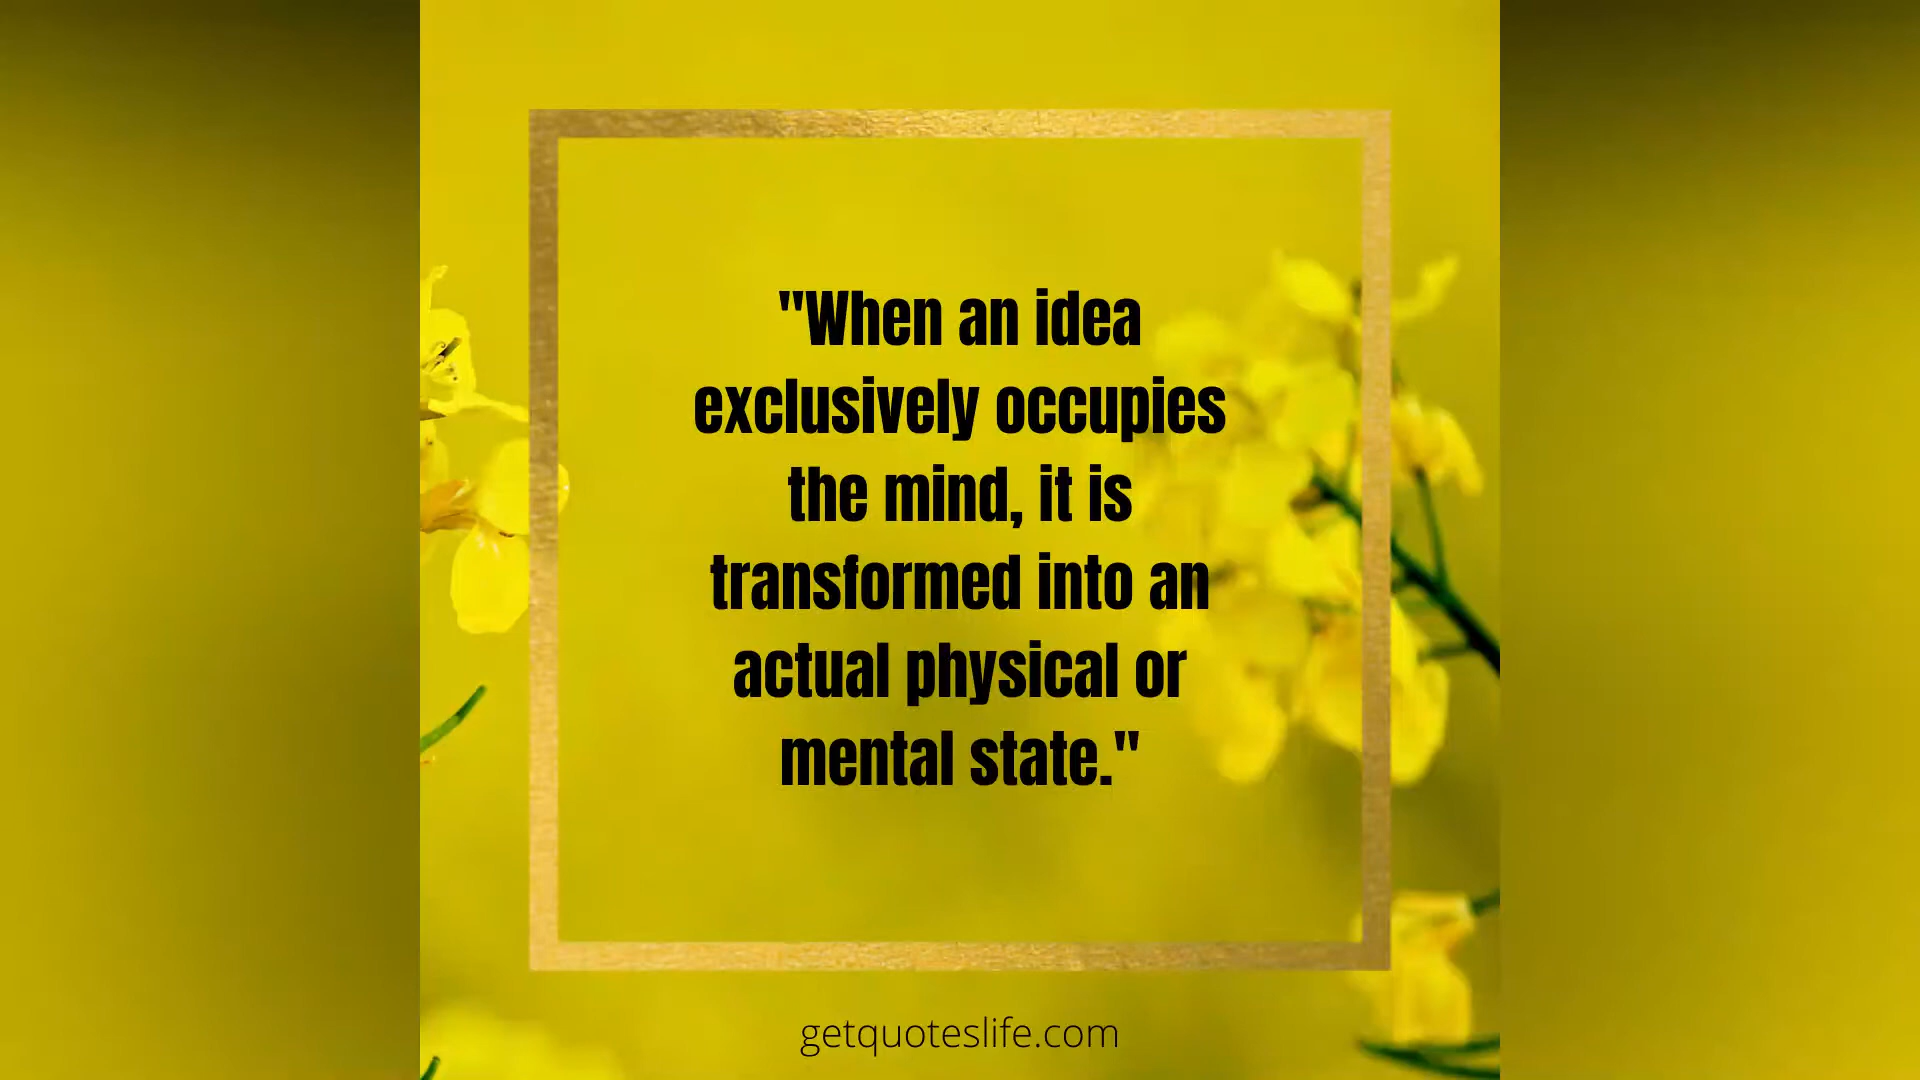 "When an idea
exclusively occupies
the mind, it is
transformed into an
actual physical or
mental state."
getquoteslife.com